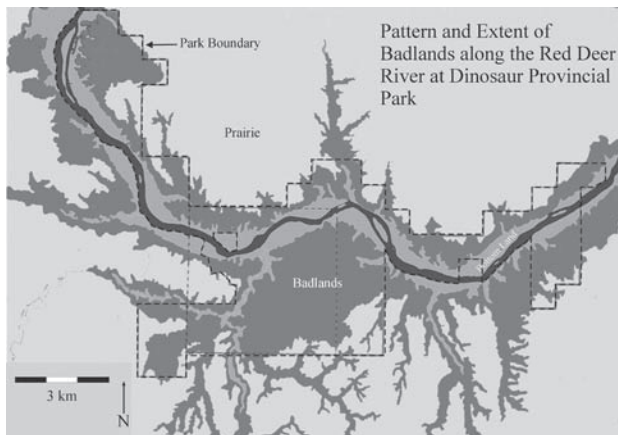 Pattern and Extent of
Badlands along the Red Deer
River at Dinosaur Provincial
Park
Park Boundary
Prairie
Badlands
3 km
N